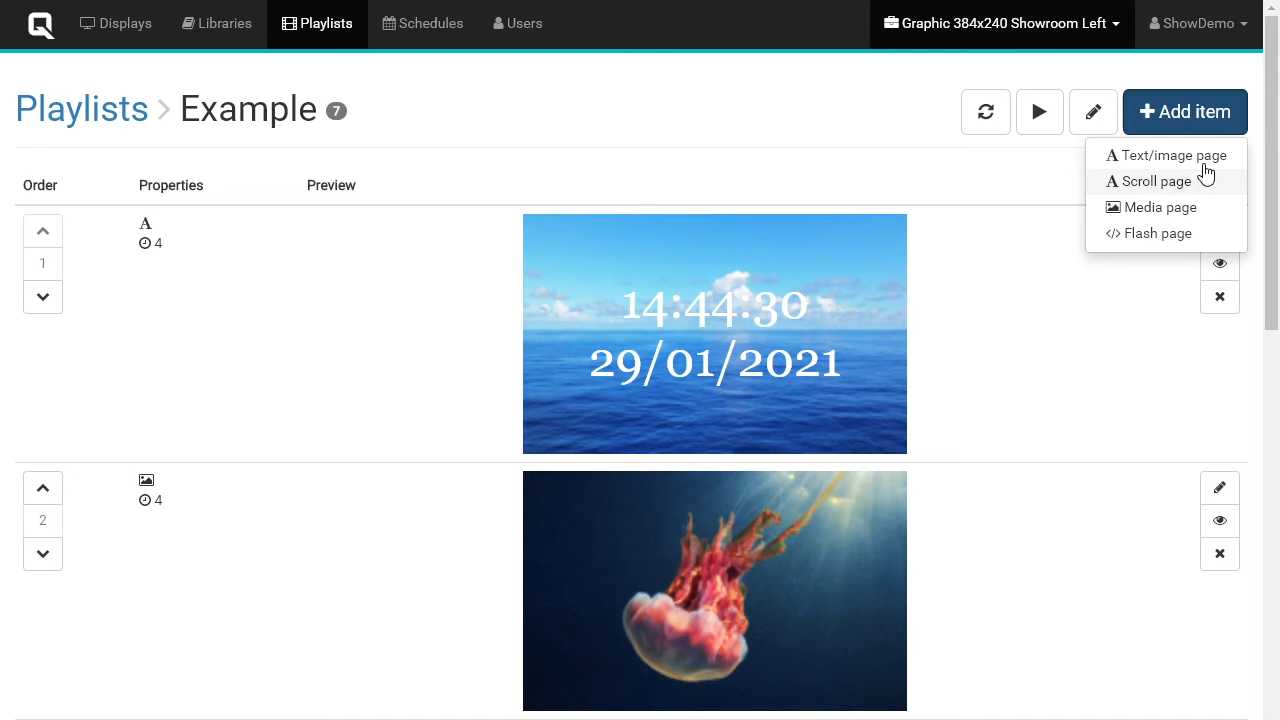 Displays Libraries Playlists Schedules Users Graphic 384x240 Showroom Left ShowDemo
Playlists > Example 7
Add item
Text/image page
Scroll page
Media page
Flash page
Order Properties Preview
1
4
14:44:30
29/01/2021
2
4